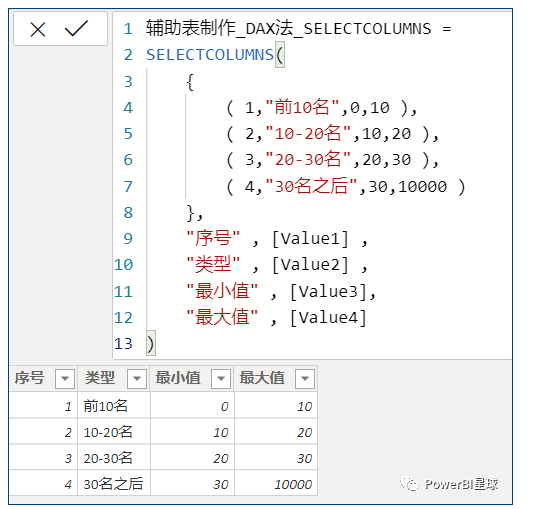 1 辅助表制作_DAX法_SELECTCOLUMNS =
2 SELECTCOLUMNS(
3 {
4 ( 1,"前10名",0,10 ),
5 ( 2,"10-20名",10,20 ),
6 ( 3,"20-30名",20,30 ),
7 ( 4,"30名之后",30,10000 )
8 },
9 "序号" , [Value1] ,
10 "类型" , [Value2] ,
11 "最小值" , [Value3],
12 "最大值" , [Value4]
13 )
序号 类型 最小值 最大值
1 前10名 0 10
2 10-20名 10 20
3 20-30名 20 30
4 30名之后 30 10000
PowerBI星球